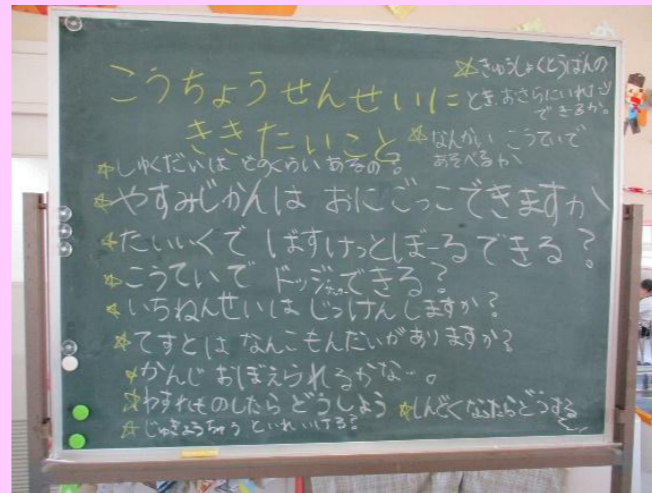 こうちょうせんせいに
ききたいこと
☆きゅうしょくとうばんの
とき、おさらにいれたり
できるか。
☆なんかい こうていで
あそべるか
☆しゅくだいは どのくらい あるの？
☆やすみじかんは おにごっこできますか
☆たいいくで ばすけっとぼーるできる？
☆こうていで ドッジボールできる？
☆いちねんせいは じっけんしますか？
☆てすとは なんこもんだいがありますか？
☆かんじ おぼえられるかな…。
☆わすれものしたら どうしよう
☆しんどくなったらどうする
☆じゅぎょうちゅう といれいける？